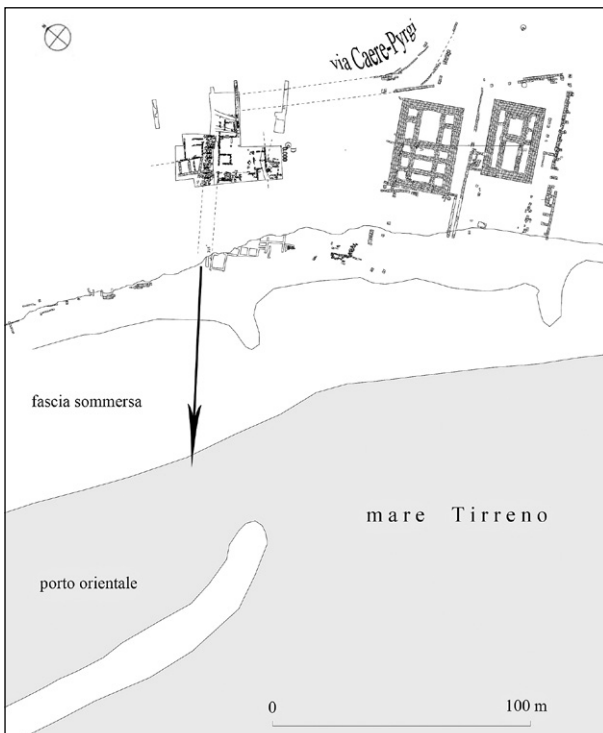 via Caere-Pyrgi
fascia sommersa
mare Tirreno
porto orientale
0 100 m